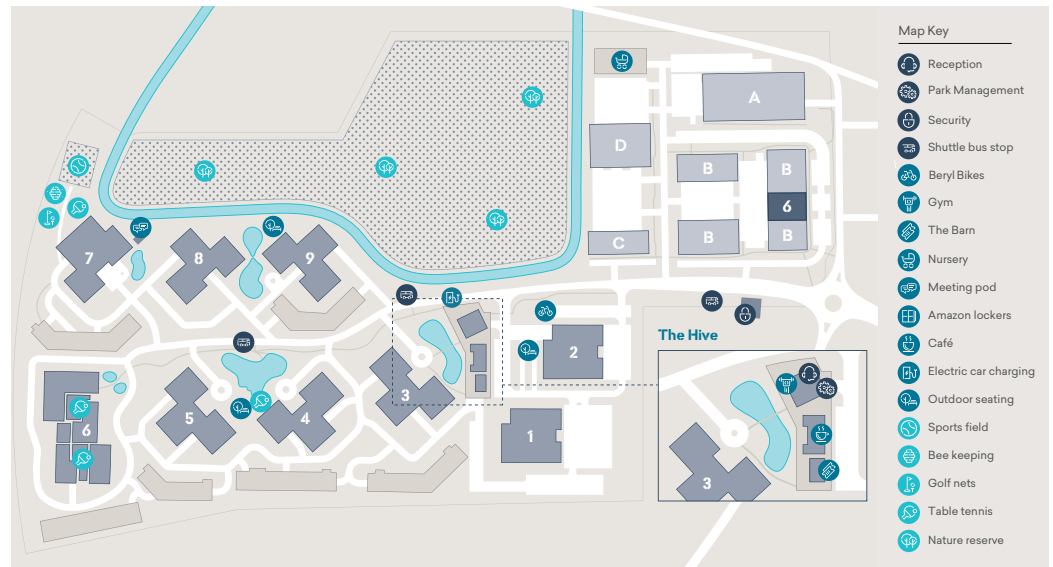 Map Key
Reception
Park Management
Security
Shuttle bus stop
Beryl Bikes
Gym
The Barn
Nursery
Meeting pod
Amazon lockers
Café
Electric car charging
Outdoor seating
Sports field
Bee keeping
Golf nets
Table tennis
Nature reserve
A
D
B
B
6
C
B
B
7
8
9
The Hive
2
3
5
4
6
1
3